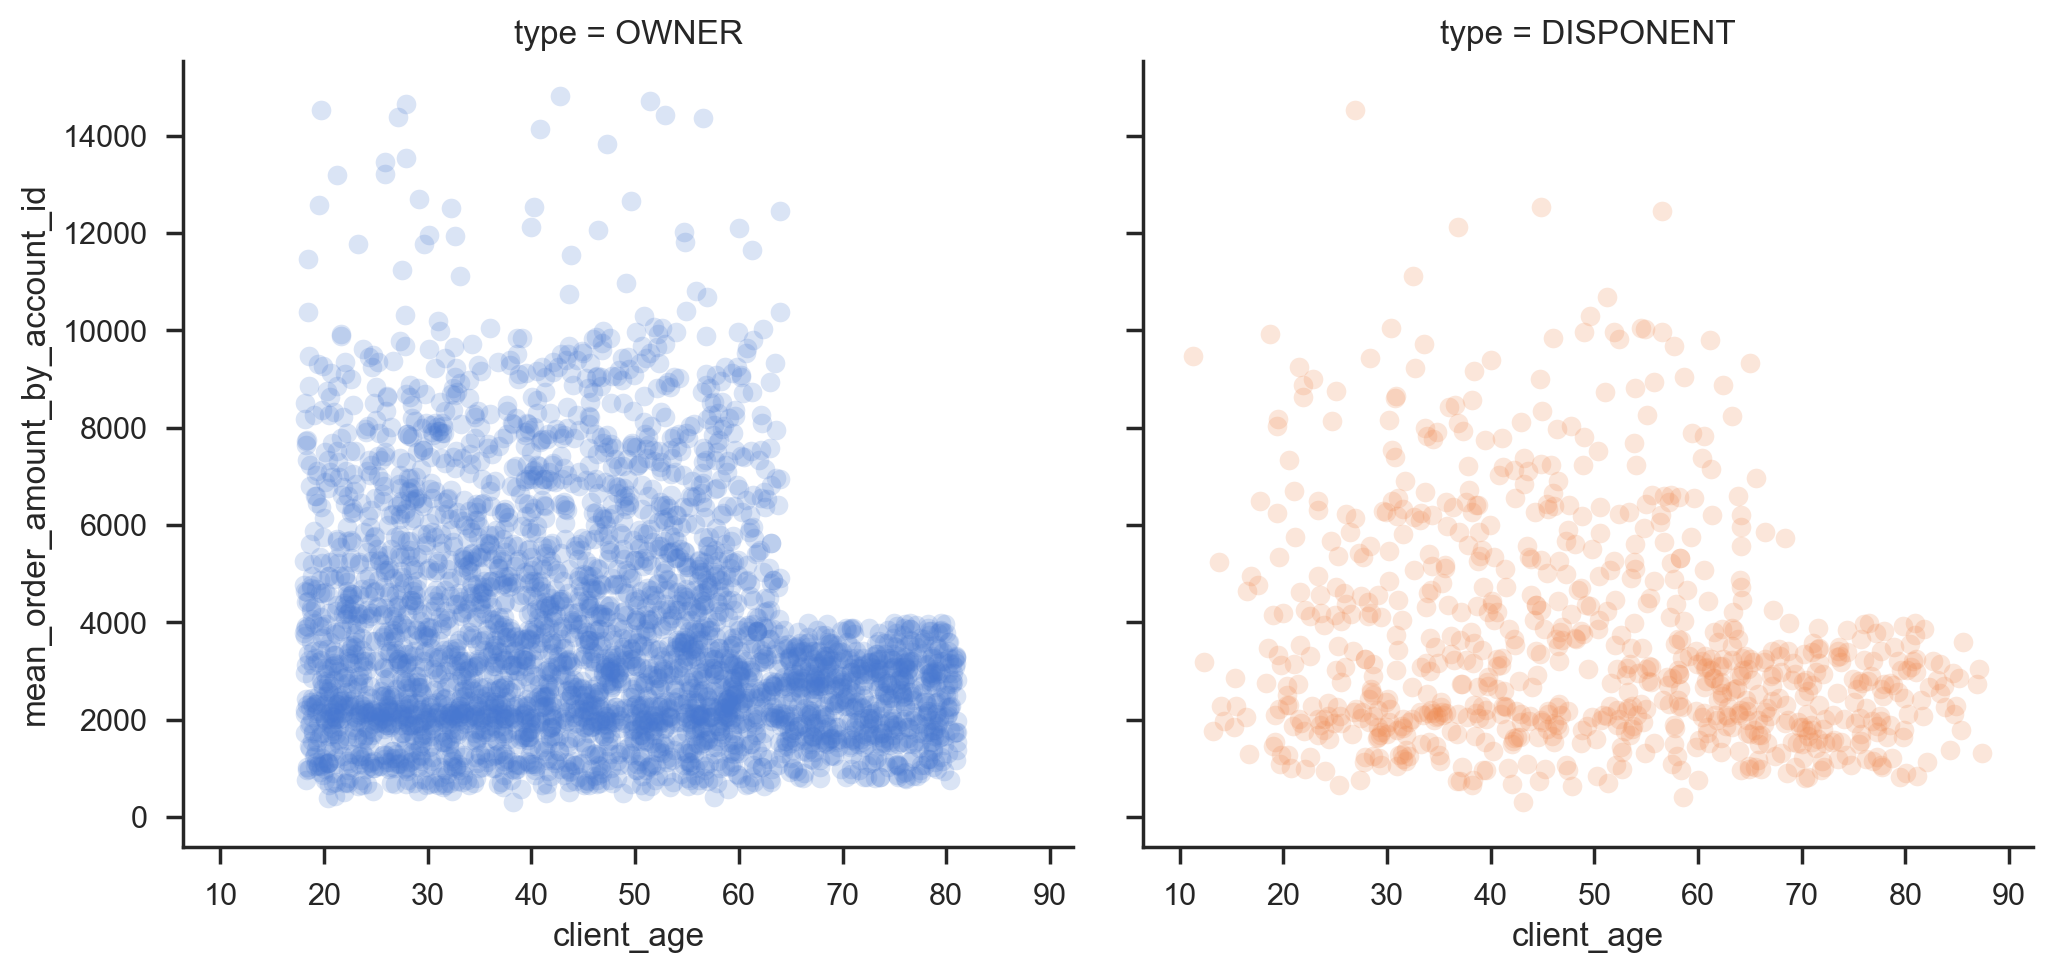 type = OWNER
type = DISPONENT
mean_order_amount_by_account_id
14000
12000
10000
8000
6000
4000
2000
0
10 20 30 40 50 60 70 80 90
10 20 30 40 50 60 70 80 90
client_age
client_age